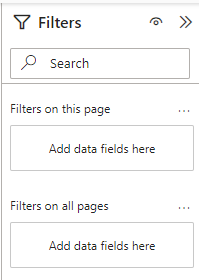 Filters
Search
Filters on this page
Add data fields here
Filters on all pages
Add data fields here